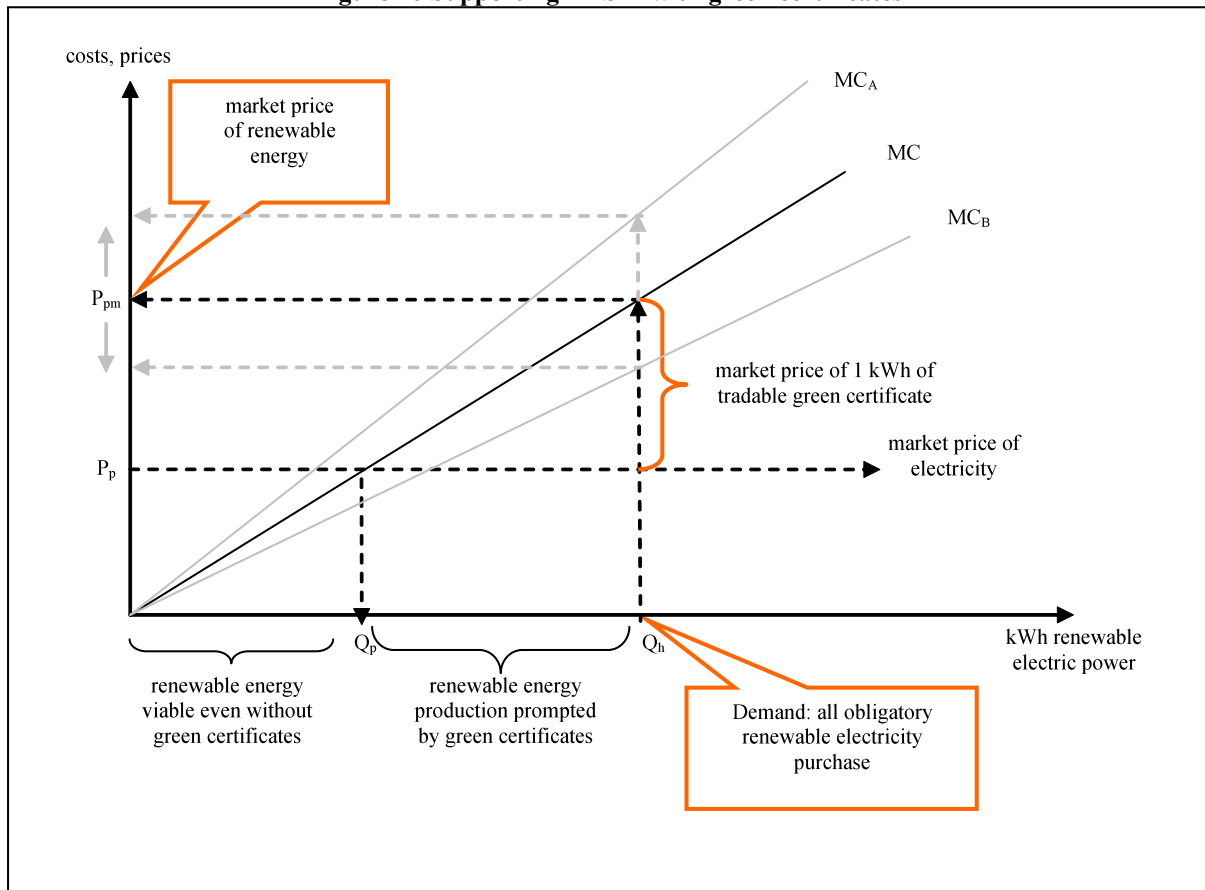 costs, prices
market price
of renewable
energy
MC_A
MC
MC_B
P_pm
market price of 1 kWh of
tradable green certificate
market price of
electricity
P_p
Q_p
Q_h
kWh renewable
electric power
renewable energy
viable even without
green certificates
renewable energy
production prompted
by green certificates
Demand: all obligatory
renewable electricity
purchase